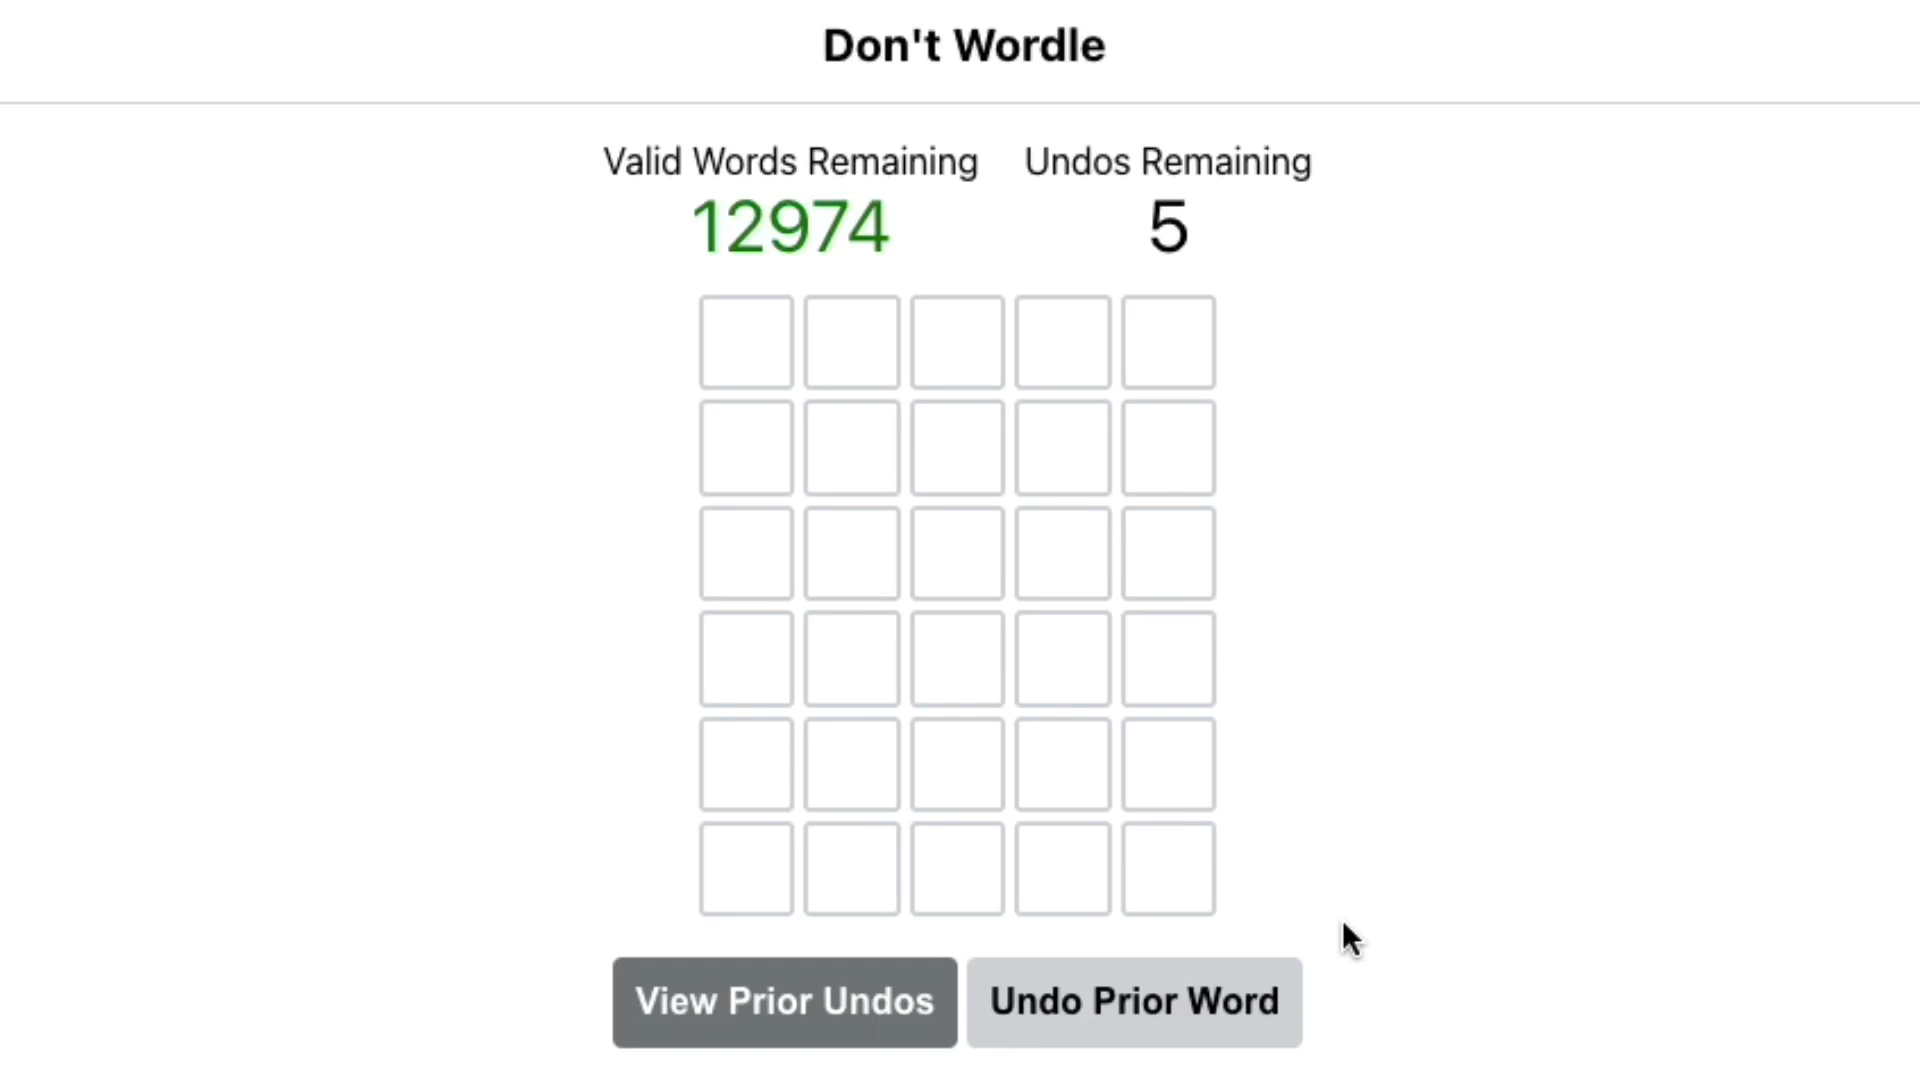 Don't Wordle
Valid Words Remaining Undos Remaining
12974 5
View Prior Undos Undo Prior Word